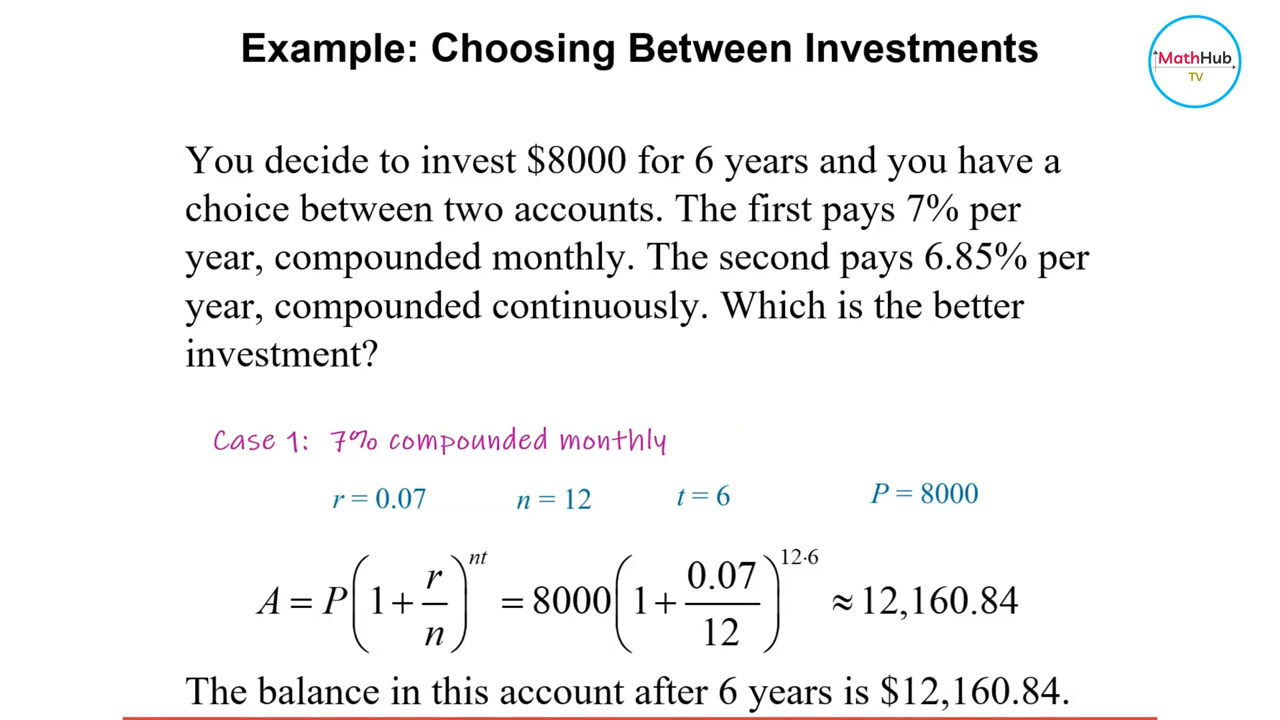 Example: Choosing Between Investments
MathHub
TV
You decide to invest $8000 for 6 years and you have a
choice between two accounts. The first pays 7% per
year, compounded monthly. The second pays 6.85% per
year, compounded continuously. Which is the better
investment?
Case 1: 7% compounded monthly
r = 0.07 n = 12 t = 6 P = 8000
A = P(1 + r/n)^nt = 8000(1 + 0.07/12)^12·6 ≈ 12,160.84
The balance in this account after 6 years is $12,160.84.